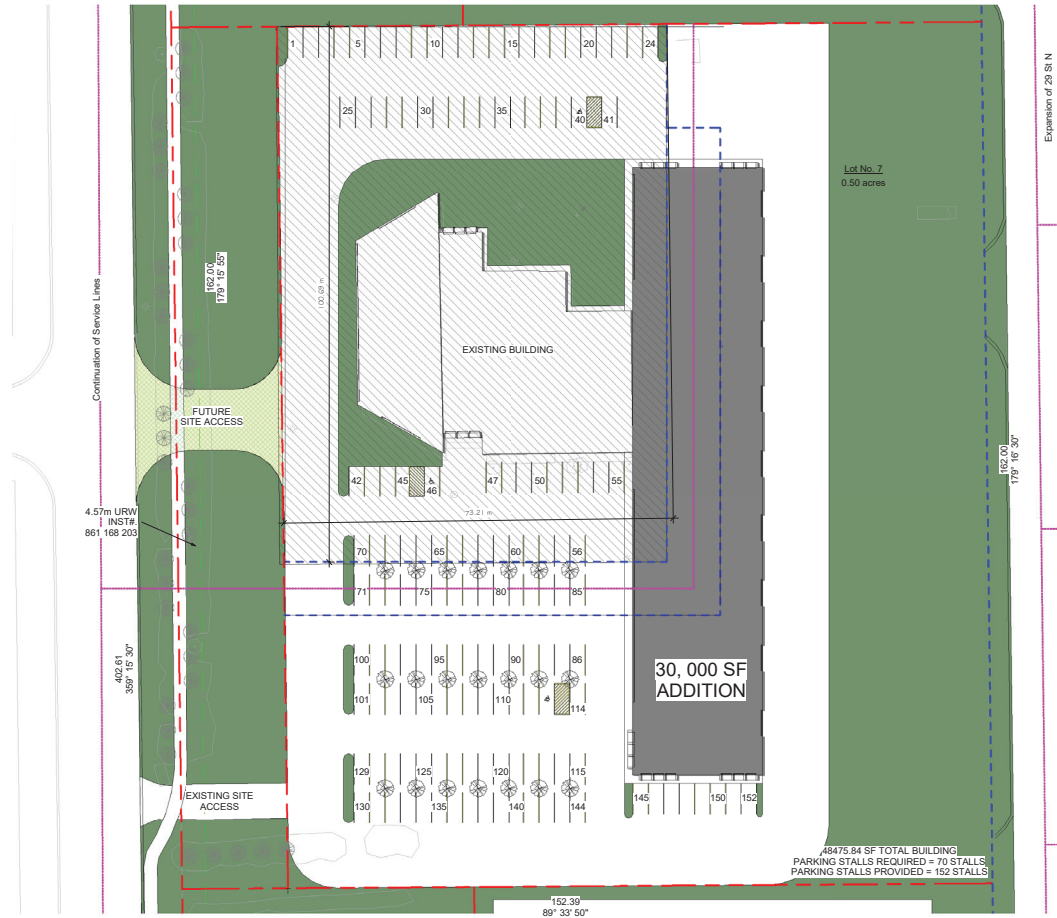 1 5 10 15 20 24
25 30 35 40 41
Expansion of 29 St N
Lot No. 7
0.50 acres
162.00
179° 15' 55"
100.69 m
Continuation of Service Lines
EXISTING BUILDING
FUTURE
SITE ACCESS
162.00
179° 16' 30"
42 45 46 47 50 55
4.57m URW
INST#.
861 168 203
73.21 m
70 65 60 56
71 75 80 85
402.61
359° 15' 30"
100 95 90 86
101 105 110 114
30, 000 SF
ADDITION
129 125 120 115
130 135 140 144
145 150 152
EXISTING SITE
ACCESS
48475.84 SF TOTAL BUILDING
PARKING STALLS REQUIRED = 70 STALLS
PARKING STALLS PROVIDED = 152 STALLS
152.39
89° 33' 50"